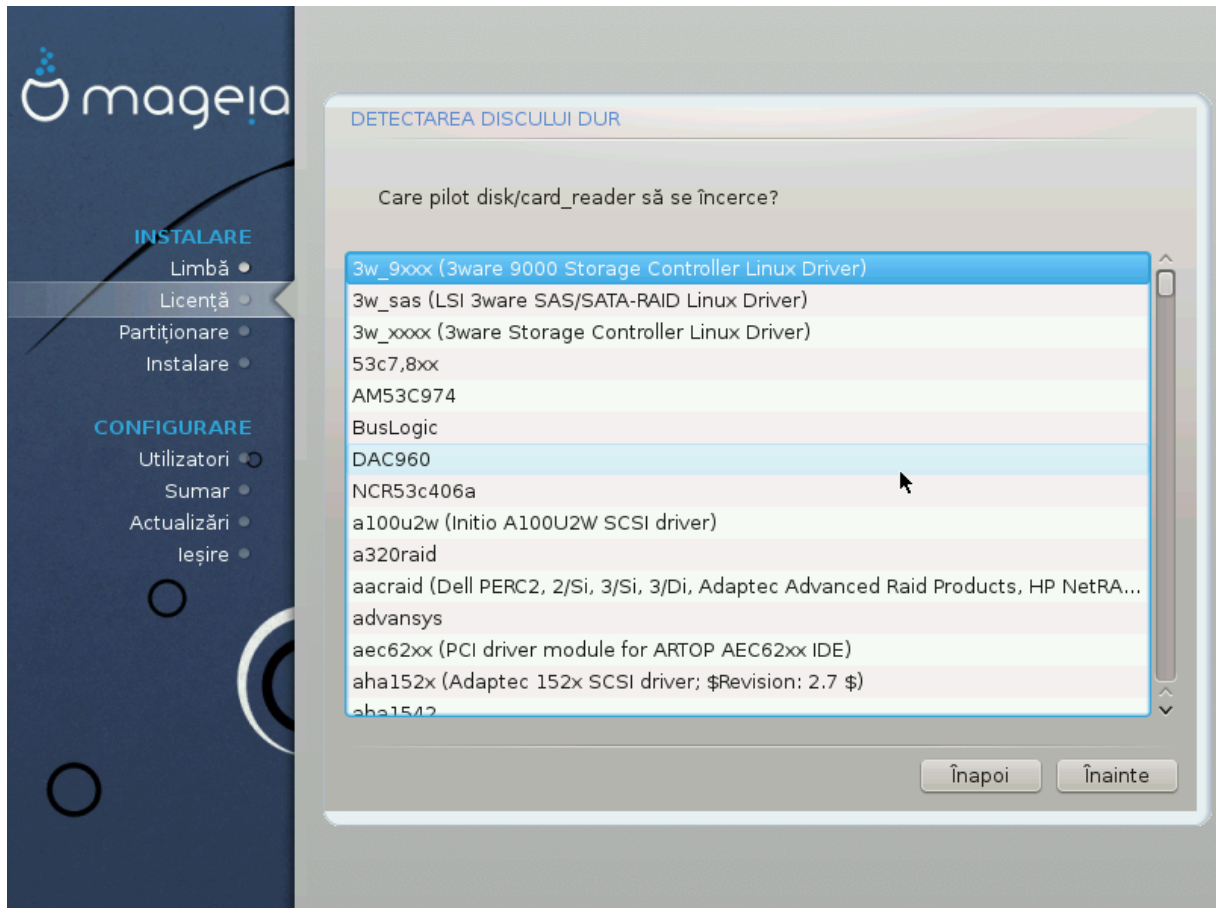 mageia
INSTALARE
Limbă
Licență
Partiționare
Instalare
CONFIGURARE
Utilizatori
Sumar
Actualizări
Ieșire
DETECTAREA DISCULUI DUR
Care pilot disk/card_reader să se încerce?
3w_9xxx (3ware 9000 Storage Controller Linux Driver)
3w_sas (LSI 3ware SAS/SATA-RAID Linux Driver)
3w_xxxx (3ware Storage Controller Linux Driver)
53c7,8xx
AM53C974
BusLogic
DAC960
NCR53c406a
a100u2w (Initio A100U2W SCSI driver)
a320raid
aacraid (Dell PERC2, 2/Si, 3/Si, 3/Di, Adaptec Advanced Raid Products, HP NetRA...
advansys
aec62xx (PCI driver module for ARTOP AEC62xx IDE)
aha152x (Adaptec 152x SCSI driver; $Revision: 2.7 $)
aha1542
Înapoi
Înainte